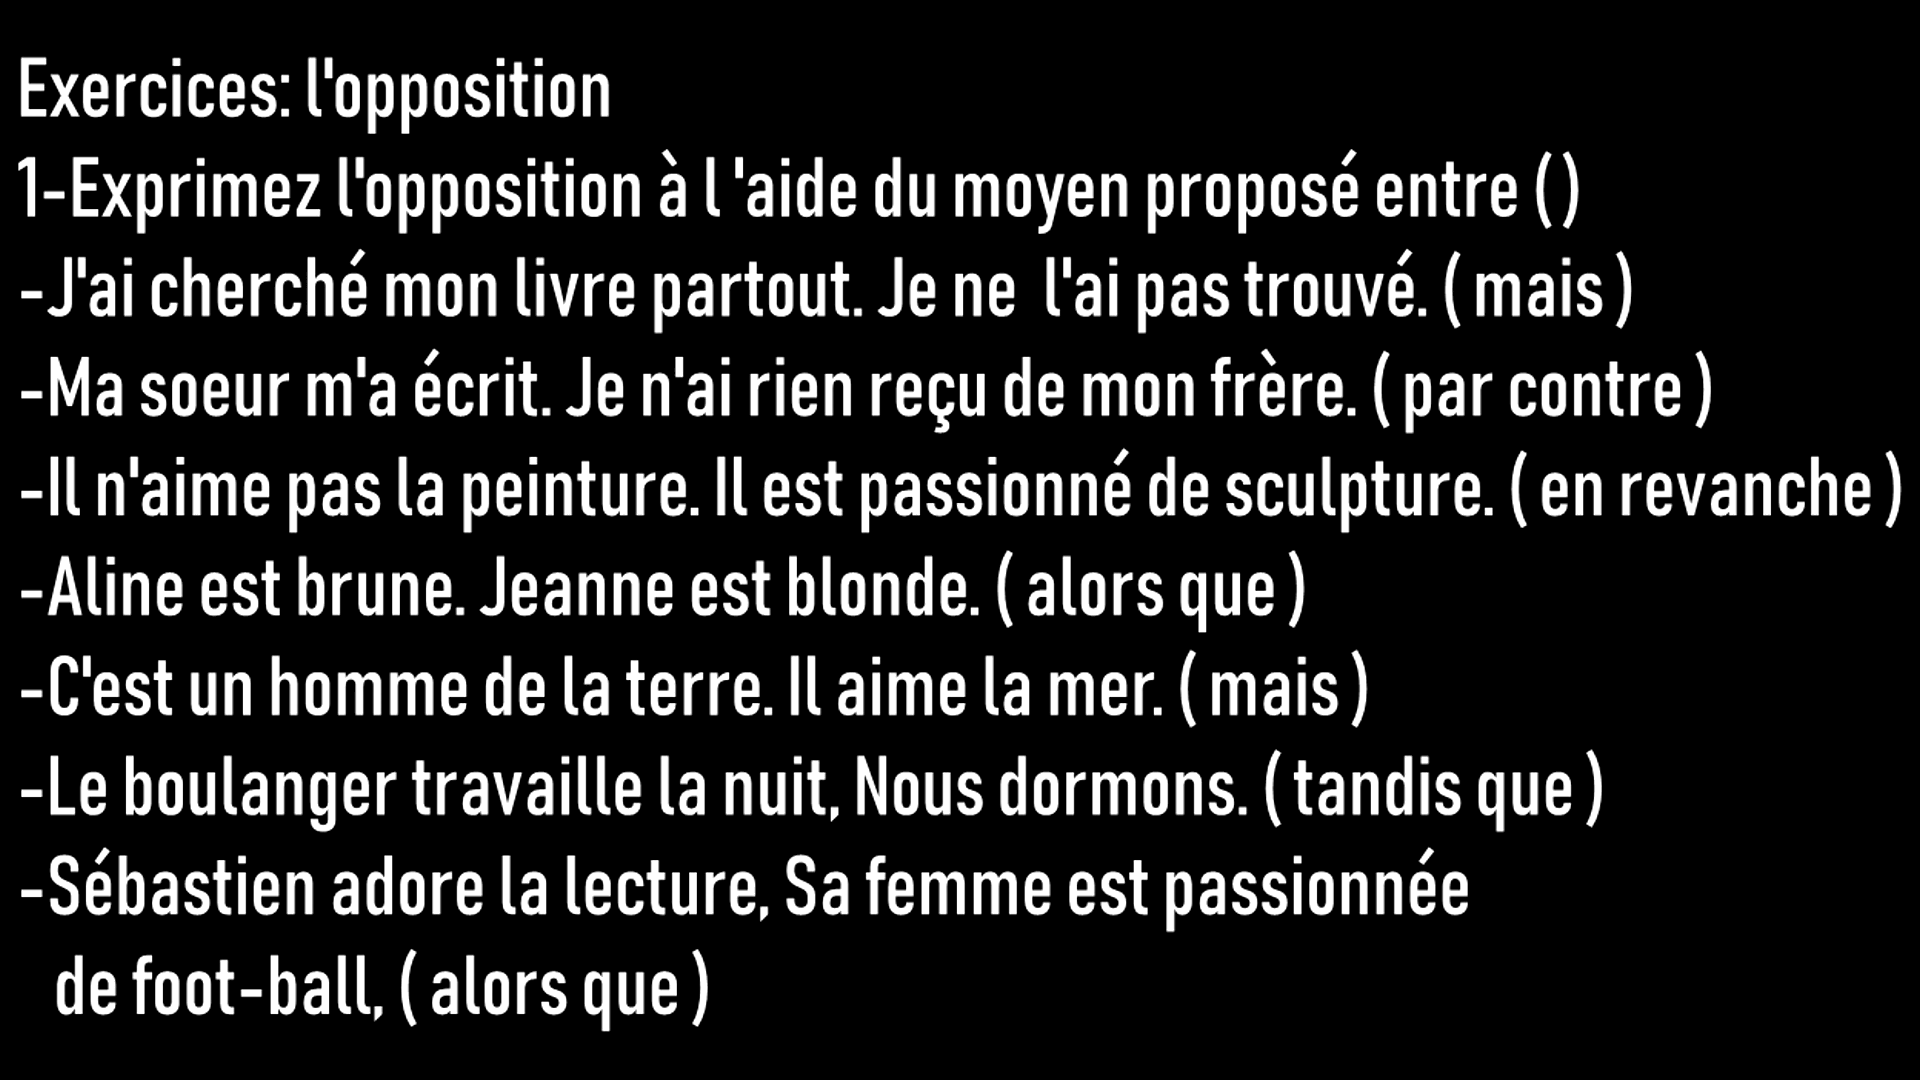 Exercices: l'opposition
1-Exprimez l'opposition à l 'aide du moyen proposé entre ( )
-J'ai cherché mon livre partout. Je ne  l'ai pas trouvé. ( mais )
-Ma soeur m'a écrit. Je n'ai rien reçu de mon frère. ( par contre )
-Il n'aime pas la peinture. Il est passionné de sculpture. ( en revanche )
-Aline est brune. Jeanne est blonde. ( alors que )
-C'est un homme de la terre. Il aime la mer. ( mais )
-Le boulanger travaille la nuit, Nous dormons. ( tandis que )
-Sébastien adore la lecture, Sa femme est passionnée
de foot-ball, ( alors que )